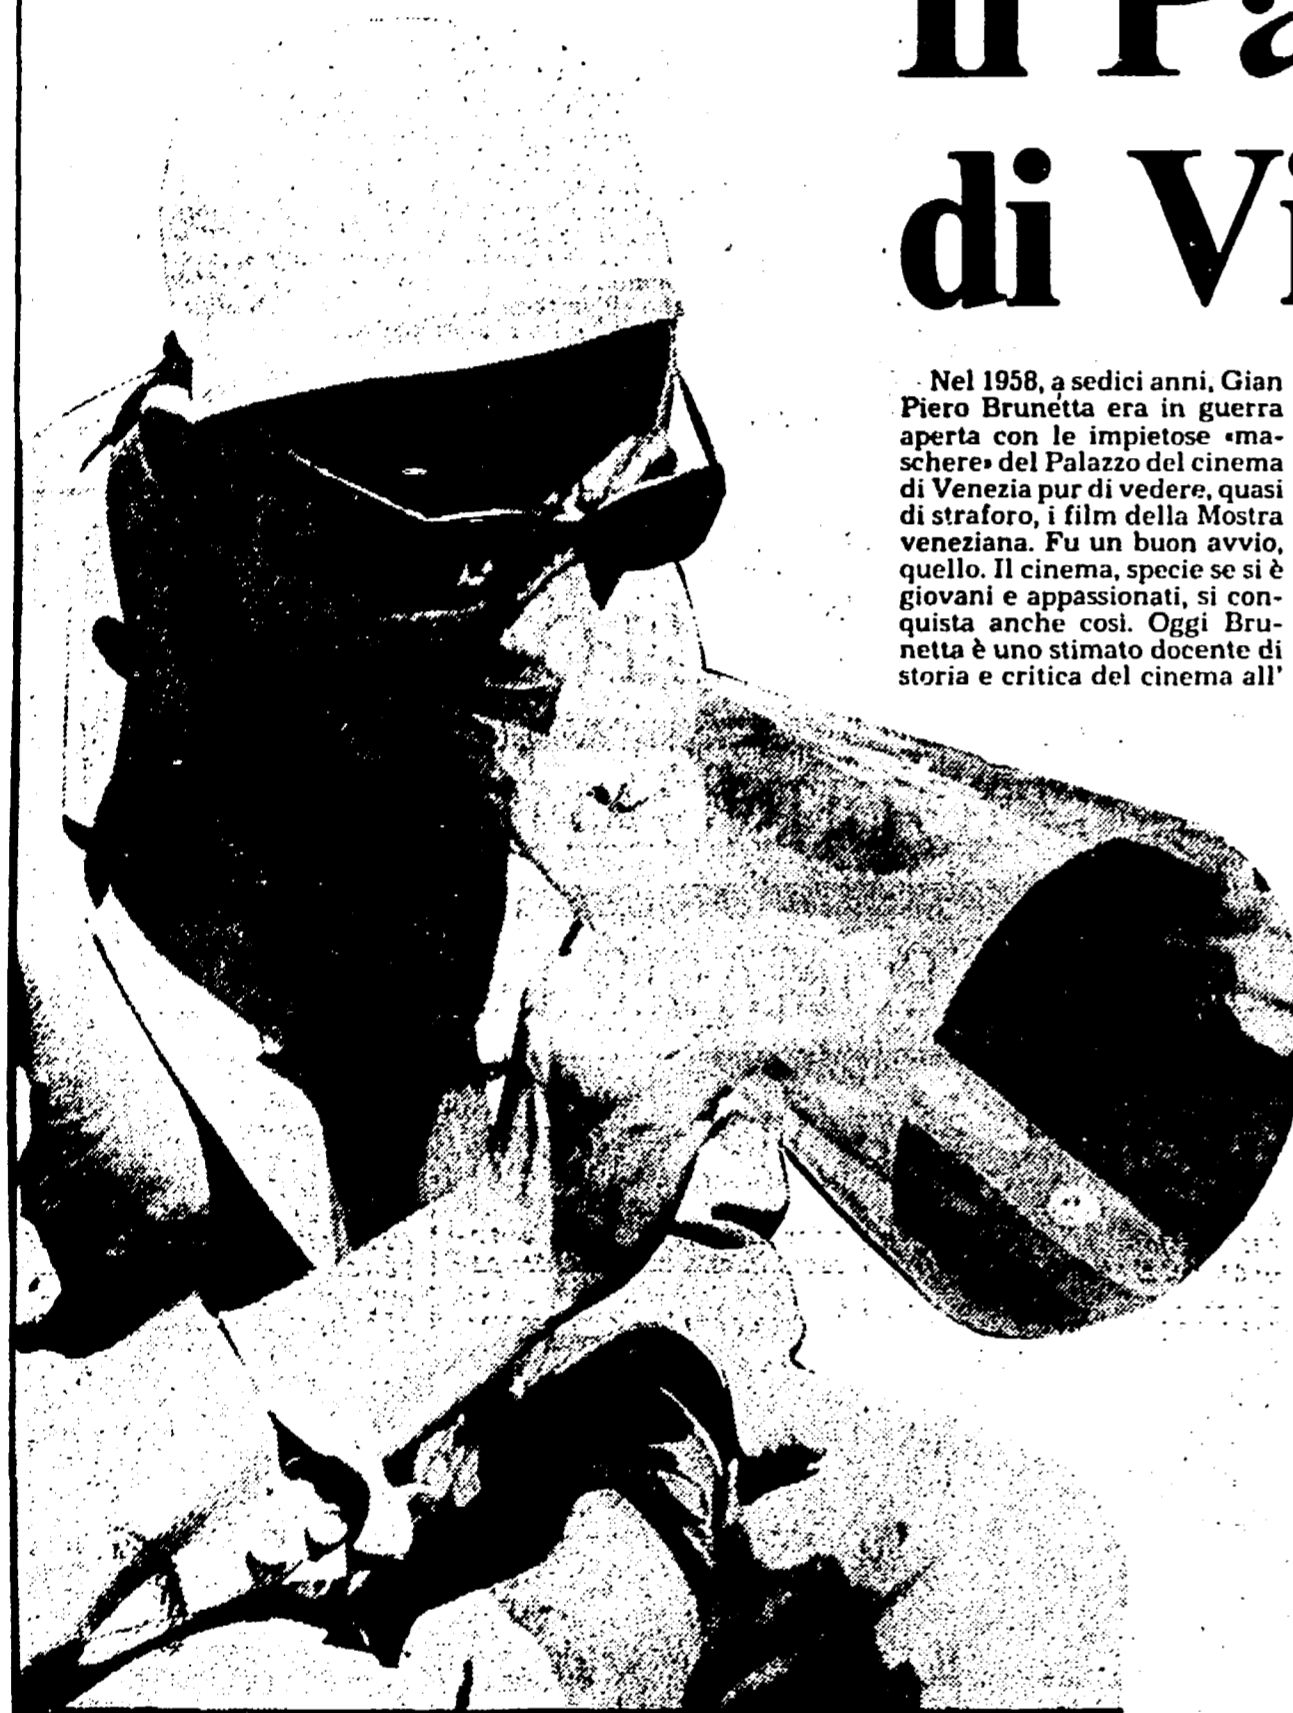 Il Pa
di Vi
Nel 1958, a sedici anni, Gian
Piero Brunetta era in guerra
aperta con le impietose «ma-
schere» del Palazzo del cinema
di Venezia pur di vedere, quasi
di straforo, i film della Mostra
veneziana. Fu un buon avvio,
quello. Il cinema, specie se si è
giovani e appassionati, si con-
quista anche così. Oggi Bru-
netta è uno stimato docente di
storia e critica del cinema all'